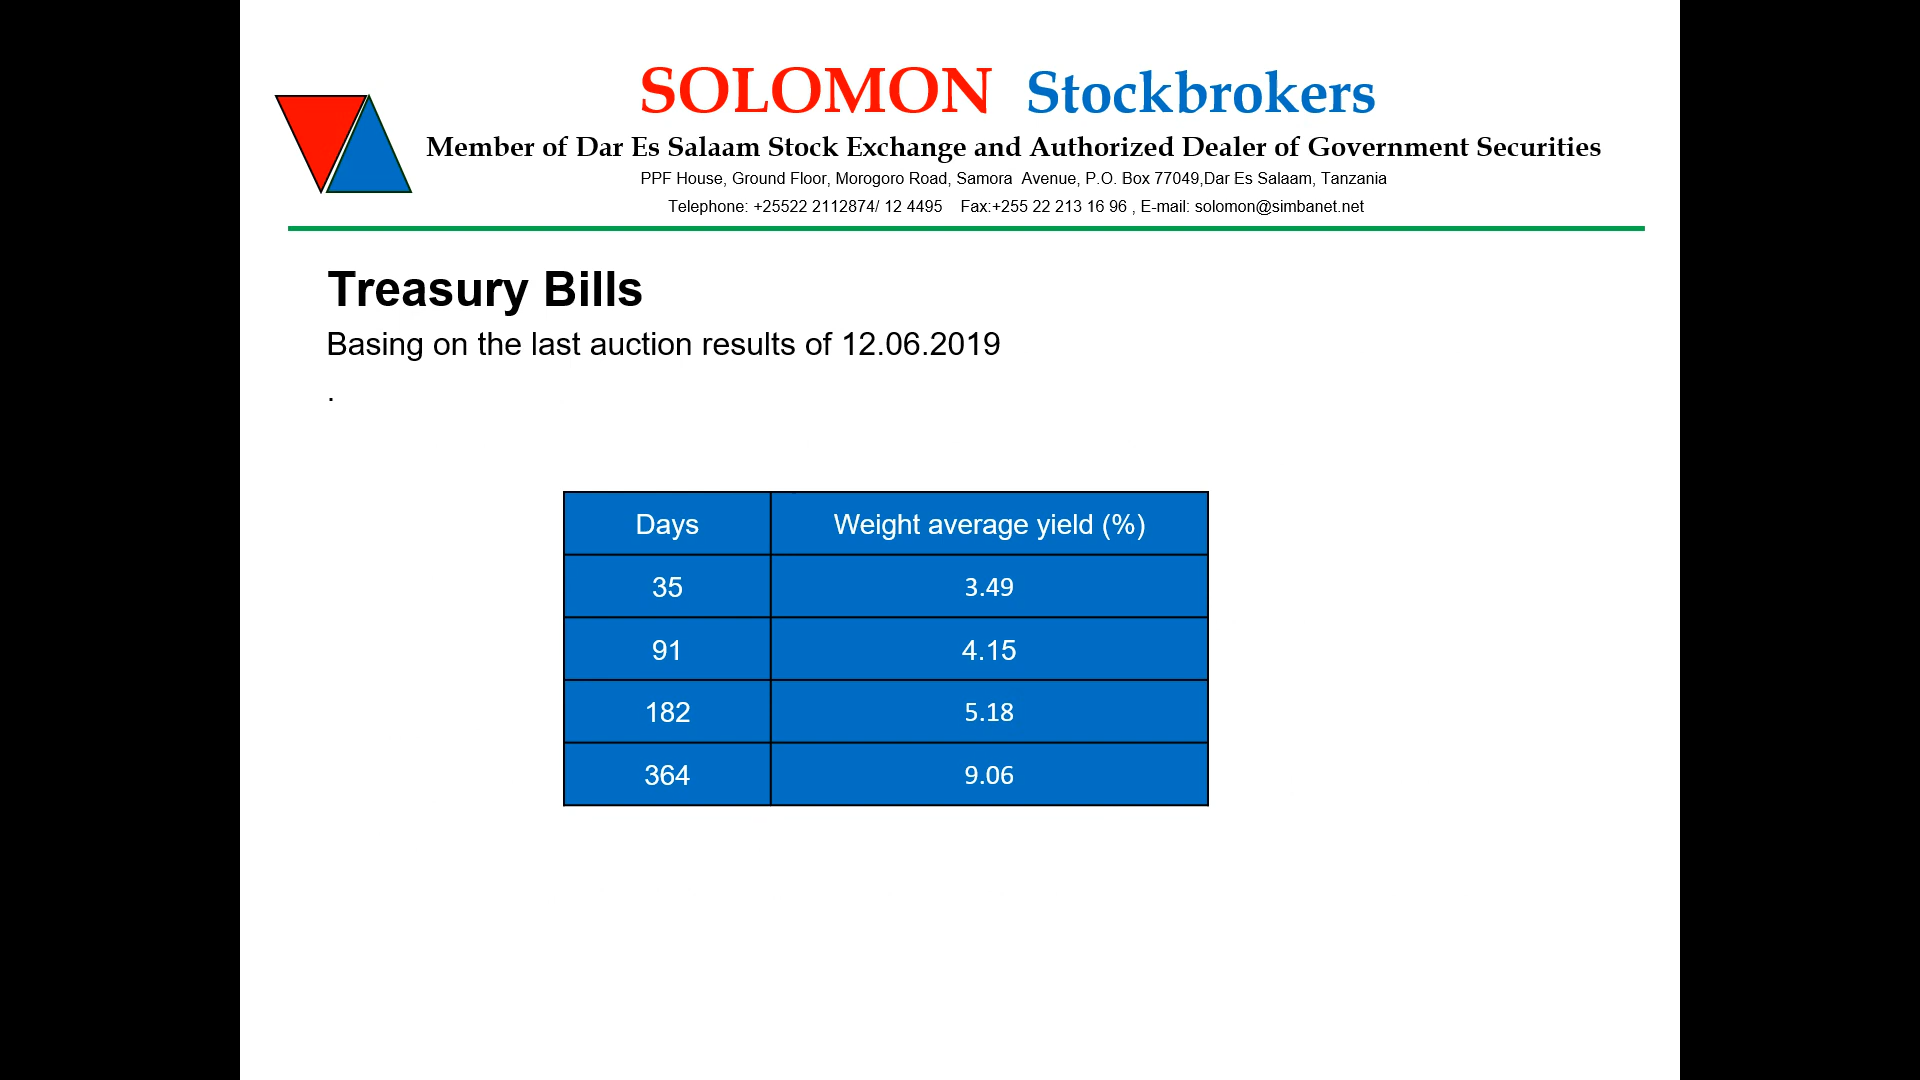 SOLOMON Stockbrokers
Member of Dar Es Salaam Stock Exchange and Authorized Dealer of Government Securities
PPF House, Ground Floor, Morogoro Road, Samora Avenue, P.O. Box 77049,Dar Es Salaam, Tanzania
Telephone: +25522 2112874/ 12 4495 Fax:+255 22 213 16 96 , E-mail: solomon@simbanet.net
Treasury Bills
Basing on the last auction results of 12.06.2019
.
Days Weight average yield (%)
35 3.49
91 4.15
182 5.18
364 9.06